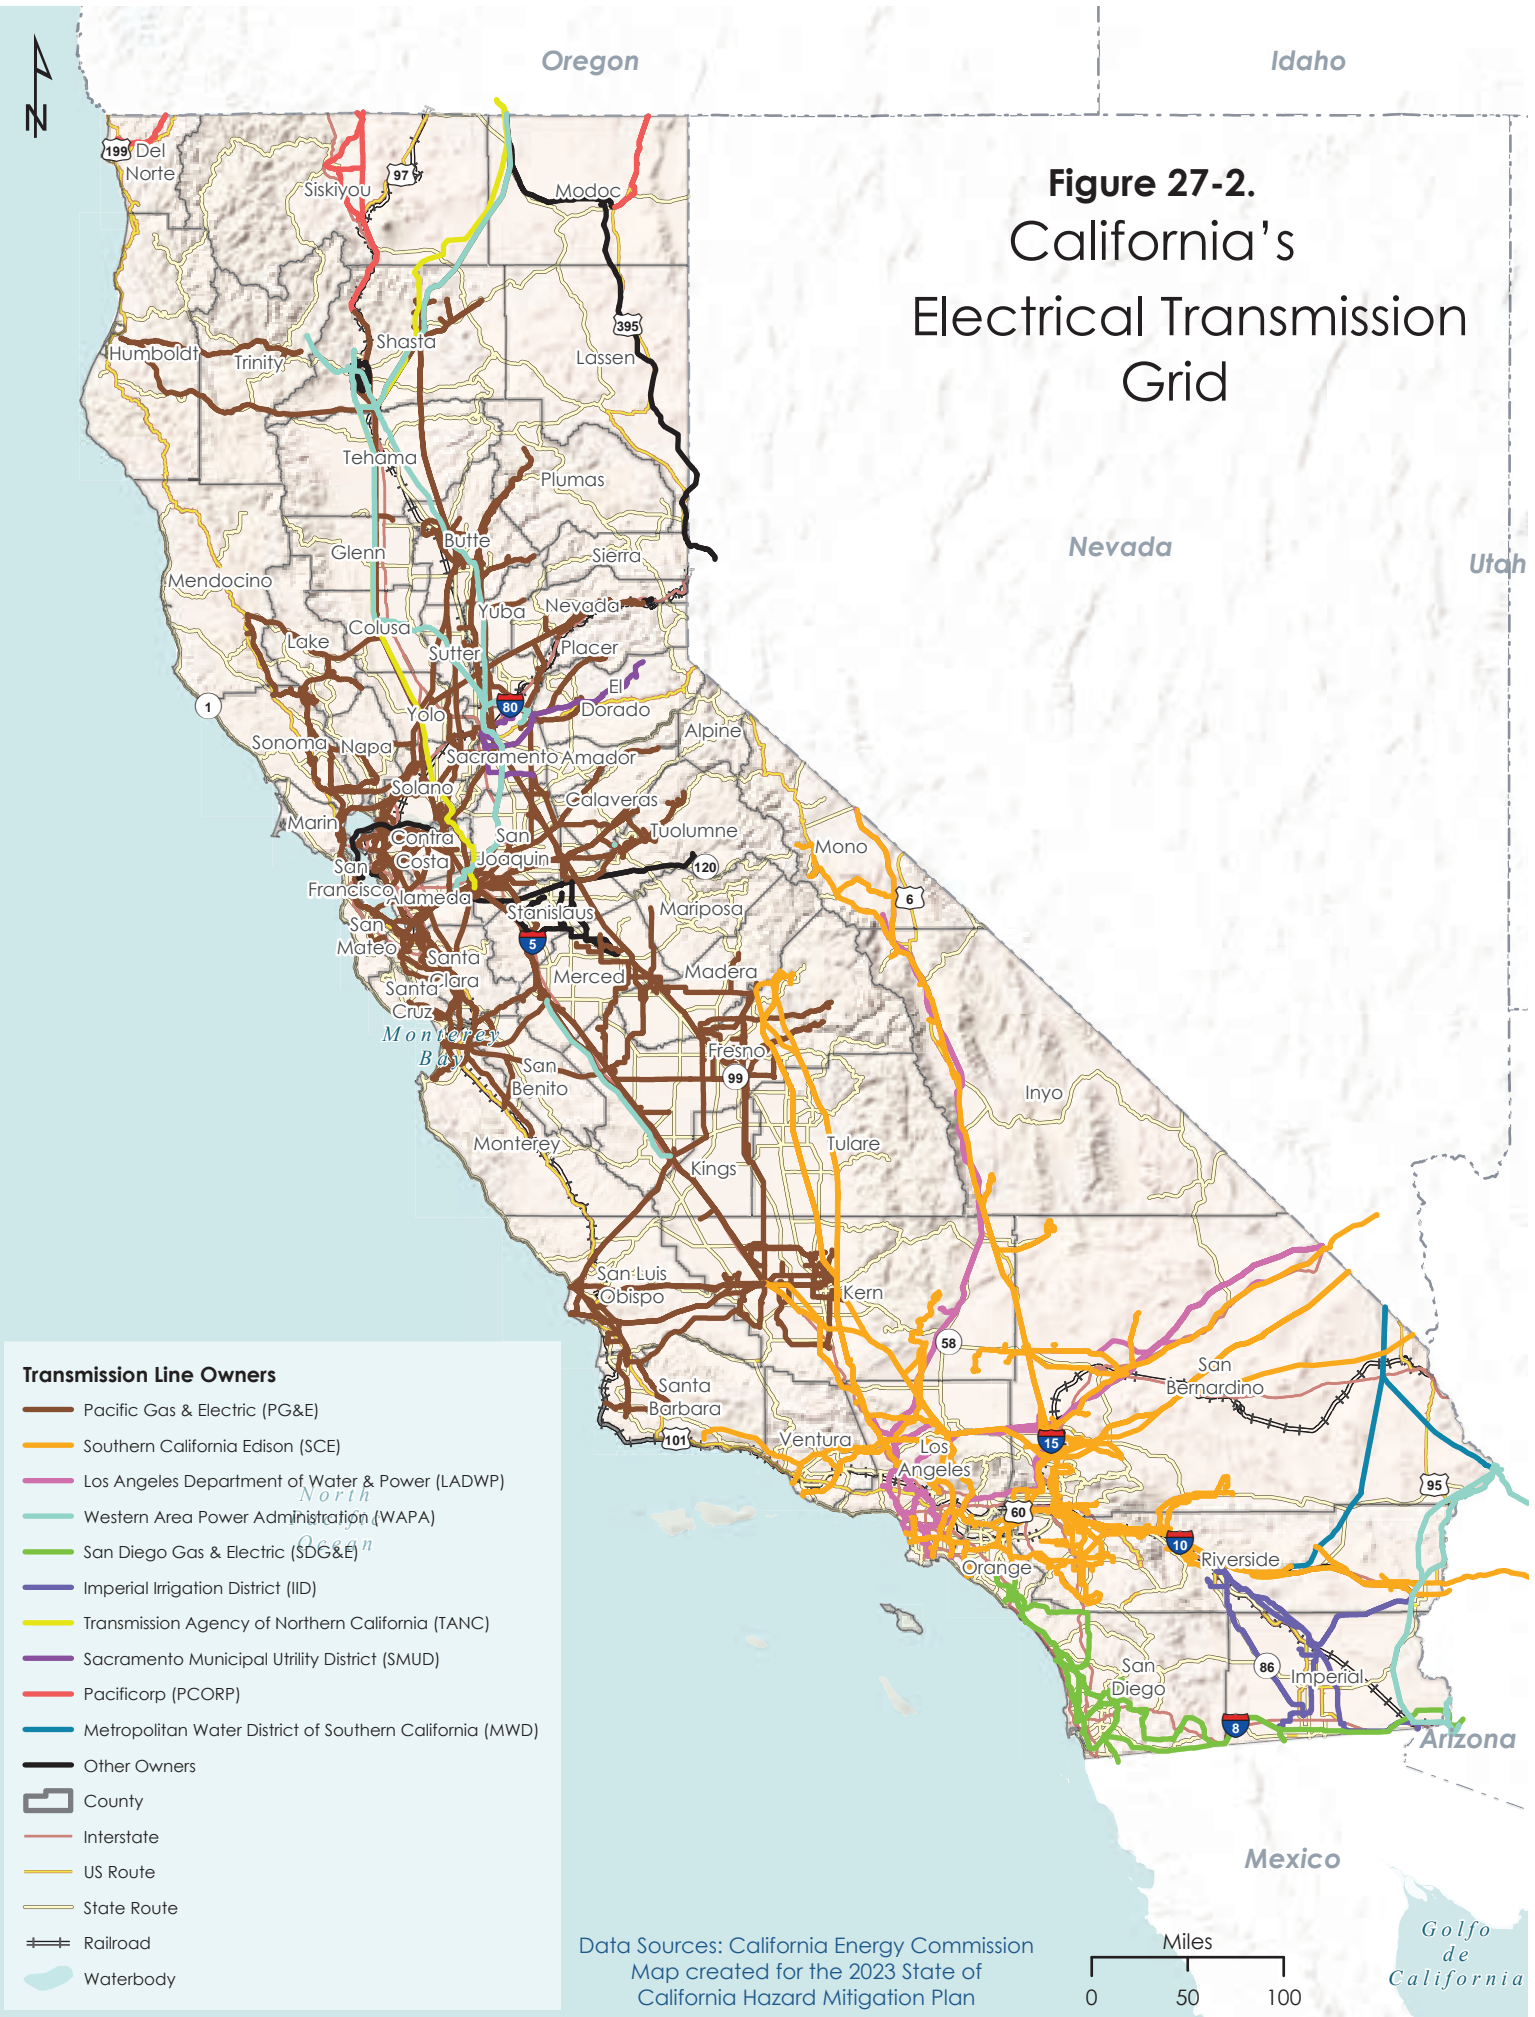 Oregon
Idaho
N
199
Del
Norte
Siskiyou
97
Modoc
Figure 27-2.
California's
Electrical Transmission
Grid
395
Humboldt
Trinity
Shasta
Lassen
Tehama
Plumas
Nevada
Utah
Glenn
Butte
Sierra
Mendocino
Yuba
Nevada
Lake
Colusa
Sutter
Placer
1
80
El
Dorado
Yolo
Alpine
Sonoma
Napa
Sacramento
Amador
Solano
Calaveras
Marin
Contra
Costa
San
Joaquin
Tuolumne
Mono
120
San
Francisco
Alameda
6
Stanislaus
Mariposa
San
Mateo
5
Santa
Clara
Merced
Madera
Santa
Cruz
Monterey
Bay
Fresno
San
Benito
99
Inyo
Monterey
Tulare
Kings
San Luis
Obispo
Kern
58
San
Bernardino
Santa
Barbara
101
Ventura
Los
Angeles
15
95
60
10
Orange
Riverside
San
Diego
86
Imperial
8
Arizona
Mexico
Golfo
de
California
North
Ocean
Transmission Line Owners
Pacific Gas & Electric (PG&E)
Southern California Edison (SCE)
Los Angeles Department of Water & Power (LADWP)
Western Area Power Administration (WAPA)
San Diego Gas & Electric (SDG&E)
Imperial Irrigation District (IID)
Transmission Agency of Northern California (TANC)
Sacramento Municipal Utrility District (SMUD)
Pacificorp (PCORP)
Metropolitan Water District of Southern California (MWD)
Other Owners
County
Interstate
US Route
State Route
Railroad
Waterbody
Data Sources: California Energy Commission
Map created for the 2023 State of
California Hazard Mitigation Plan
Miles
0 50 100